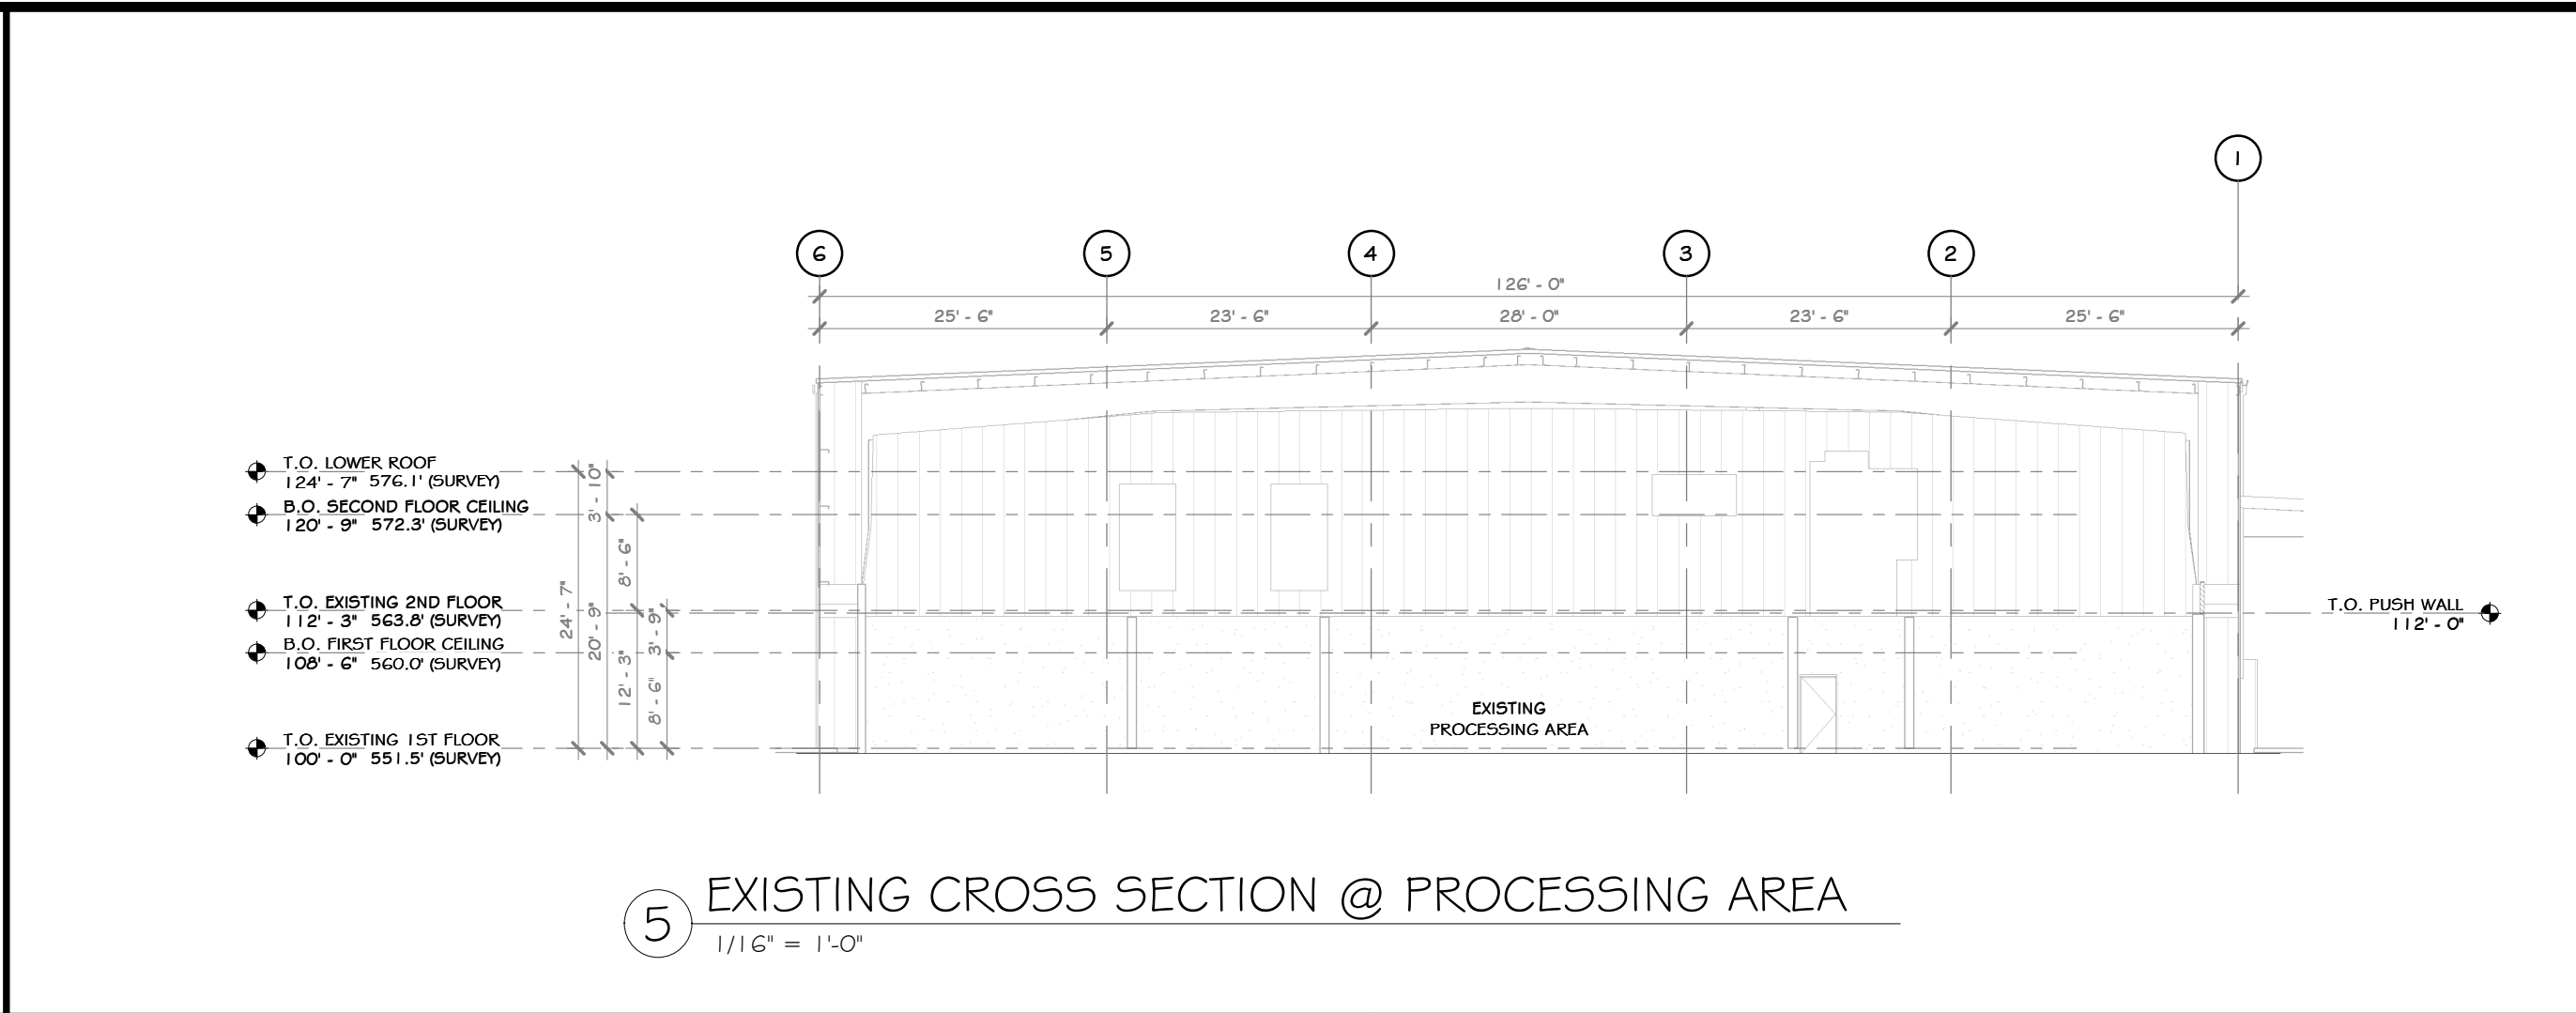 1
6 5 4 3 2
126' - 0"
25' - 6" 23' - 6" 28' - 0" 23' - 6" 25' - 6"
T.O. LOWER ROOF
124' - 7" 576.1' (SURVEY)
B.O. SECOND FLOOR CEILING
120' - 9" 572.3' (SURVEY)
T.O. EXISTING 2ND FLOOR
112' - 3" 563.8' (SURVEY)
B.O. FIRST FLOOR CEILING
108' - 6" 560.0' (SURVEY)
T.O. EXISTING 1ST FLOOR
100' - 0" 551.5' (SURVEY)
24' - 7"
3' - 10"
20' - 9"
8' - 6"
12' - 3"
3' - 9"
8' - 6"
T.O. PUSH WALL
112' - 0"
EXISTING
PROCESSING AREA
5 EXISTING CROSS SECTION @ PROCESSING AREA
1/16" = 1'-0"